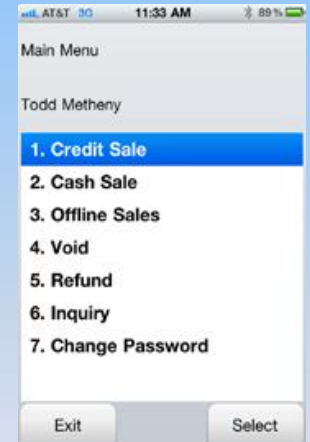 AT&T 3G 11:33 AM 89%
Main Menu
Todd Metheny
1. Credit Sale
2. Cash Sale
3. Offline Sales
4. Void
5. Refund
6. Inquiry
7. Change Password
Exit Select